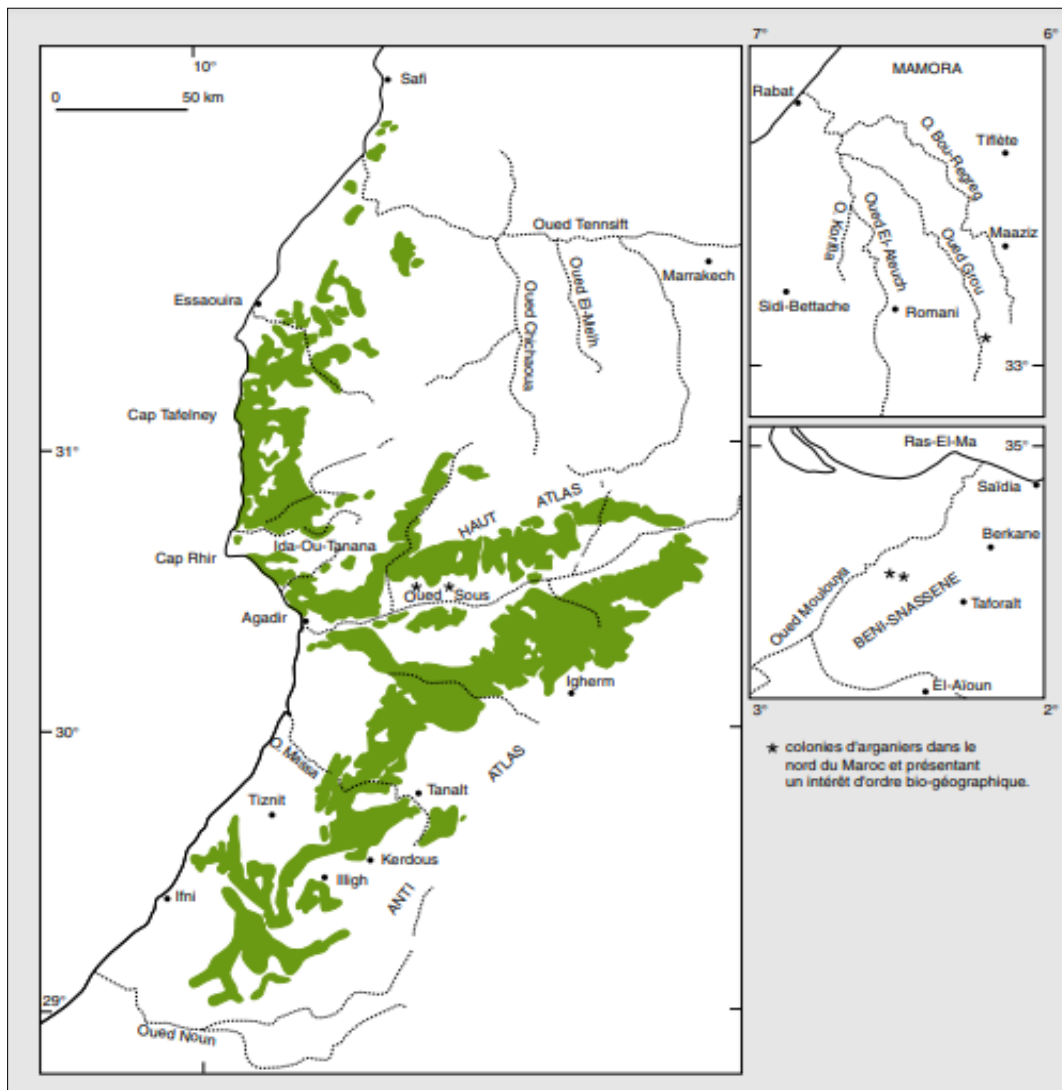 10°
Safi
0 50 km
Oued Tennsift
Marrakech
Essaouira
Oued Chichaoua
Oued El-Melh
Cap Tafelney
31°
HAUT ATLAS
Ida-Ou-Tanana
Cap Rhir
Oued Sous
Agadir
Igherm
30°
O. Massa
ATLAS
Tanalt
Tiznit
Kerdous
Illigh
ANTI
Ifni
29°
Oued Noun
7° 6°
MAMORA
Rabat
O. Bou-Regreg
Tiflète
O. Korifla
Oued El-Ateuch
Oued Grou
Maaziz
Sidi-Bettache
Romani
33°
Ras-El-Ma
35°
Saïdia
Berkane
Oued Moulouya
BENI-SNASSENE
Taforalt
El-Aïoun
3° 2°
★ colonies d'arganiers dans le
nord du Maroc et présentant
un intérêt d'ordre bio-géographique.